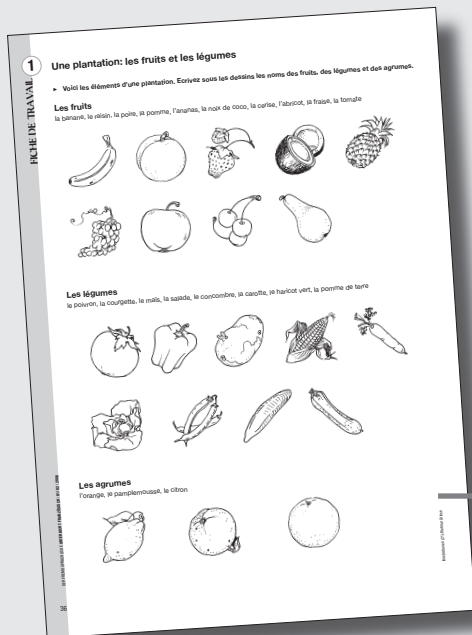 1
Une plantation: les fruits et les légumes
FICHE DE TRAVAIL
▸ Voici les éléments d'une plantation. Ecrivez sous les dessins les noms des fruits, des légumes et des agrumes.
Les fruits
la banane, le raisin, la poire, la pomme, l'ananas, la noix de coco, la cerise, l'abricot, la fraise, la tomate
Les légumes
le poivron, la courgette, le maïs, la salade, le concombre, la carotte, le haricot vert, la pomme de terre
Les agrumes
l'orange, le pamplemousse, le citron
36